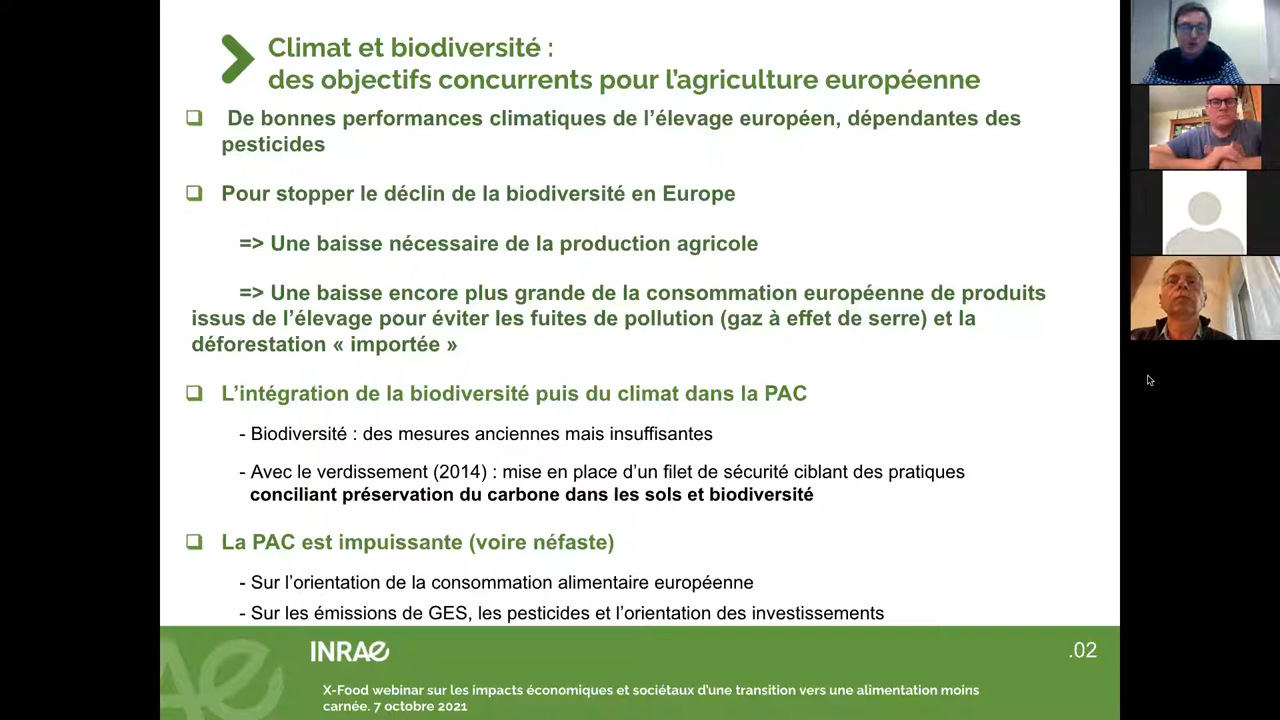 Climat et biodiversité :
des objectifs concurrents pour l'agriculture européenne
De bonnes performances climatiques de l'élevage européen, dépendantes des
pesticides
Pour stopper le déclin de la biodiversité en Europe
=> Une baisse nécessaire de la production agricole
=> Une baisse encore plus grande de la consommation européenne de produits
issus de l'élevage pour éviter les fuites de pollution (gaz à effet de serre) et la
déforestation « importée »
L'intégration de la biodiversité puis du climat dans la PAC
- Biodiversité : des mesures anciennes mais insuffisantes
- Avec le verdissement (2014) : mise en place d'un filet de sécurité ciblant des pratiques
conciliant préservation du carbone dans les sols et biodiversité
La PAC est impuissante (voire néfaste)
- Sur l'orientation de la consommation alimentaire européenne
- Sur les émissions de GES, les pesticides et l'orientation des investissements
INRAE
.02
X-Food webinar sur les impacts économiques et sociétaux d'une transition vers une alimentation moins
carnée. 7 octobre 2021